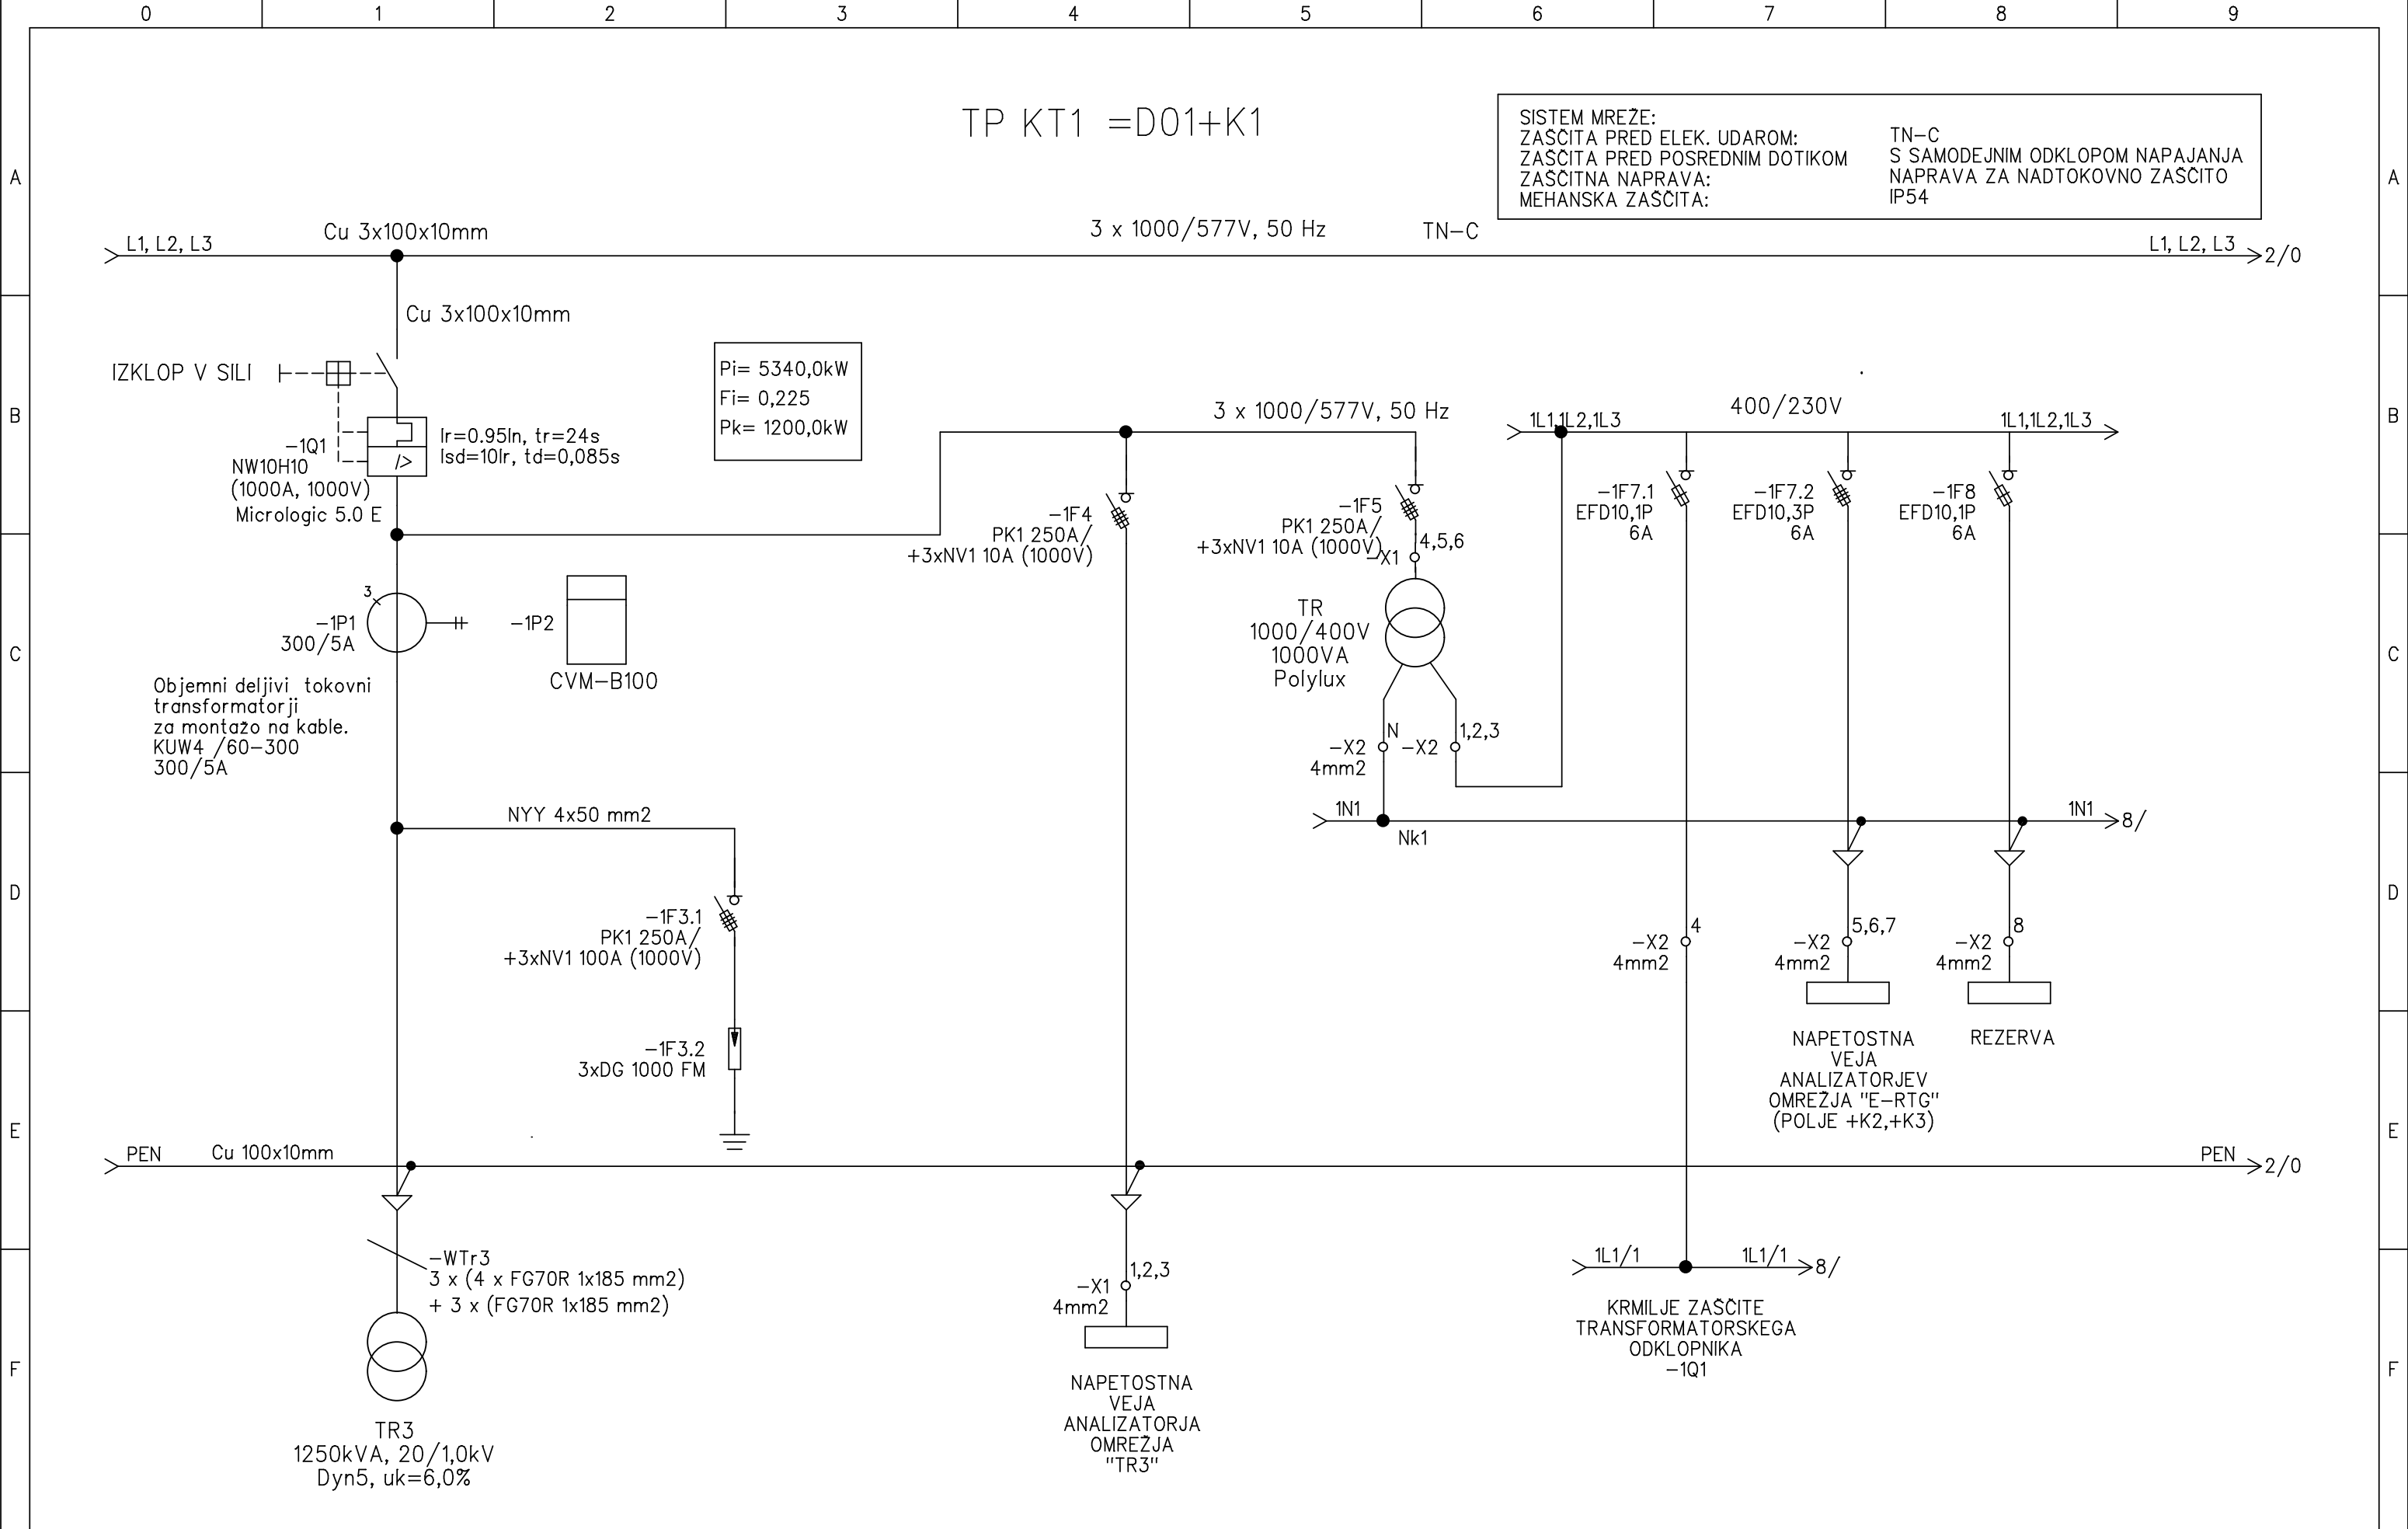 0 1 2 3 4 5 6 7 8 9
TP KT1 =D01+K1
SISTEM MREŽE:
ZAŠČITA PRED ELEK. UDAROM:
ZAŠČITA PRED POSREDNIM DOTIKOM
ZAŠČITNA NAPRAVA:
MEHANSKA ZAŠČITA:
TN-C
S SAMODEJNIM ODKLOPOM NAPAJANJA
NAPRAVA ZA NADTOKOVNO ZAŠČITO
IP54
A A
L1, L2, L3
Cu 3x100x10mm
3 x 1000/577V, 50 Hz
TN-C
L1, L2, L3
2/0
Cu 3x100x10mm
IZKLOP V SILI
-1Q1
NW10H10
(1000A, 1000V)
Micrologic 5.0 E
I>
Ir=0.95In, tr=24s
Isd=10Ir, td=0,085s
Pi= 5340,0kW
Fi= 0,225
Pk= 1200,0kW
B B
3 x 1000/577V, 50 Hz
1L1,1L2,1L3
400/230V
1L1,1L2,1L3
-1F4
PK1 250A/
+3xNV1 10A (1000V)
-1F5
PK1 250A/
+3xNV1 10A (1000V)
-X1
4,5,6
-1F7.1
EFD10,1P
6A
-1F7.2
EFD10,3P
6A
-1F8
EFD10,1P
6A
3
-1P1
300/5A
-1P2
CVM-B100
Objemni deljivi tokovni
transformatorji
za montažo na kable.
KUW4 /60-300
300/5A
C C
TR
1000/400V
1000VA
Polylux
N
-X2
4mm2
-X2
1,2,3
1N1
Nk1
1N1
8/
NYY 4x50 mm2
D D
-1F3.1
PK1 250A/
+3xNV1 100A (1000V)
-1F3.2
3xDG 1000 FM
4
-X2
4mm2
5,6,7
-X2
4mm2
8
-X2
4mm2
NAPETOSTNA
VEJA
ANALIZATORJEV
OMREŽJA "E-RTG"
(POLJE +K2,+K3)
REZERVA
E E
PEN
Cu 100x10mm
PEN
2/0
-WTr3
3 x (4 x FG70R 1x185 mm2)
+ 3 x (FG70R 1x185 mm2)
1,2,3
-X1
4mm2
1L1/1
1L1/1
8/
KRMILJE ZAŠČITE
TRANSFORMATORSKEGA
ODKLOPNIKA
-1Q1
F F
NAPETOSTNA
VEJA
ANALIZATORJA
OMREŽJA
"TR3"
TR3
1250kVA, 20/1,0kV
Dyn5, uk=6,0%